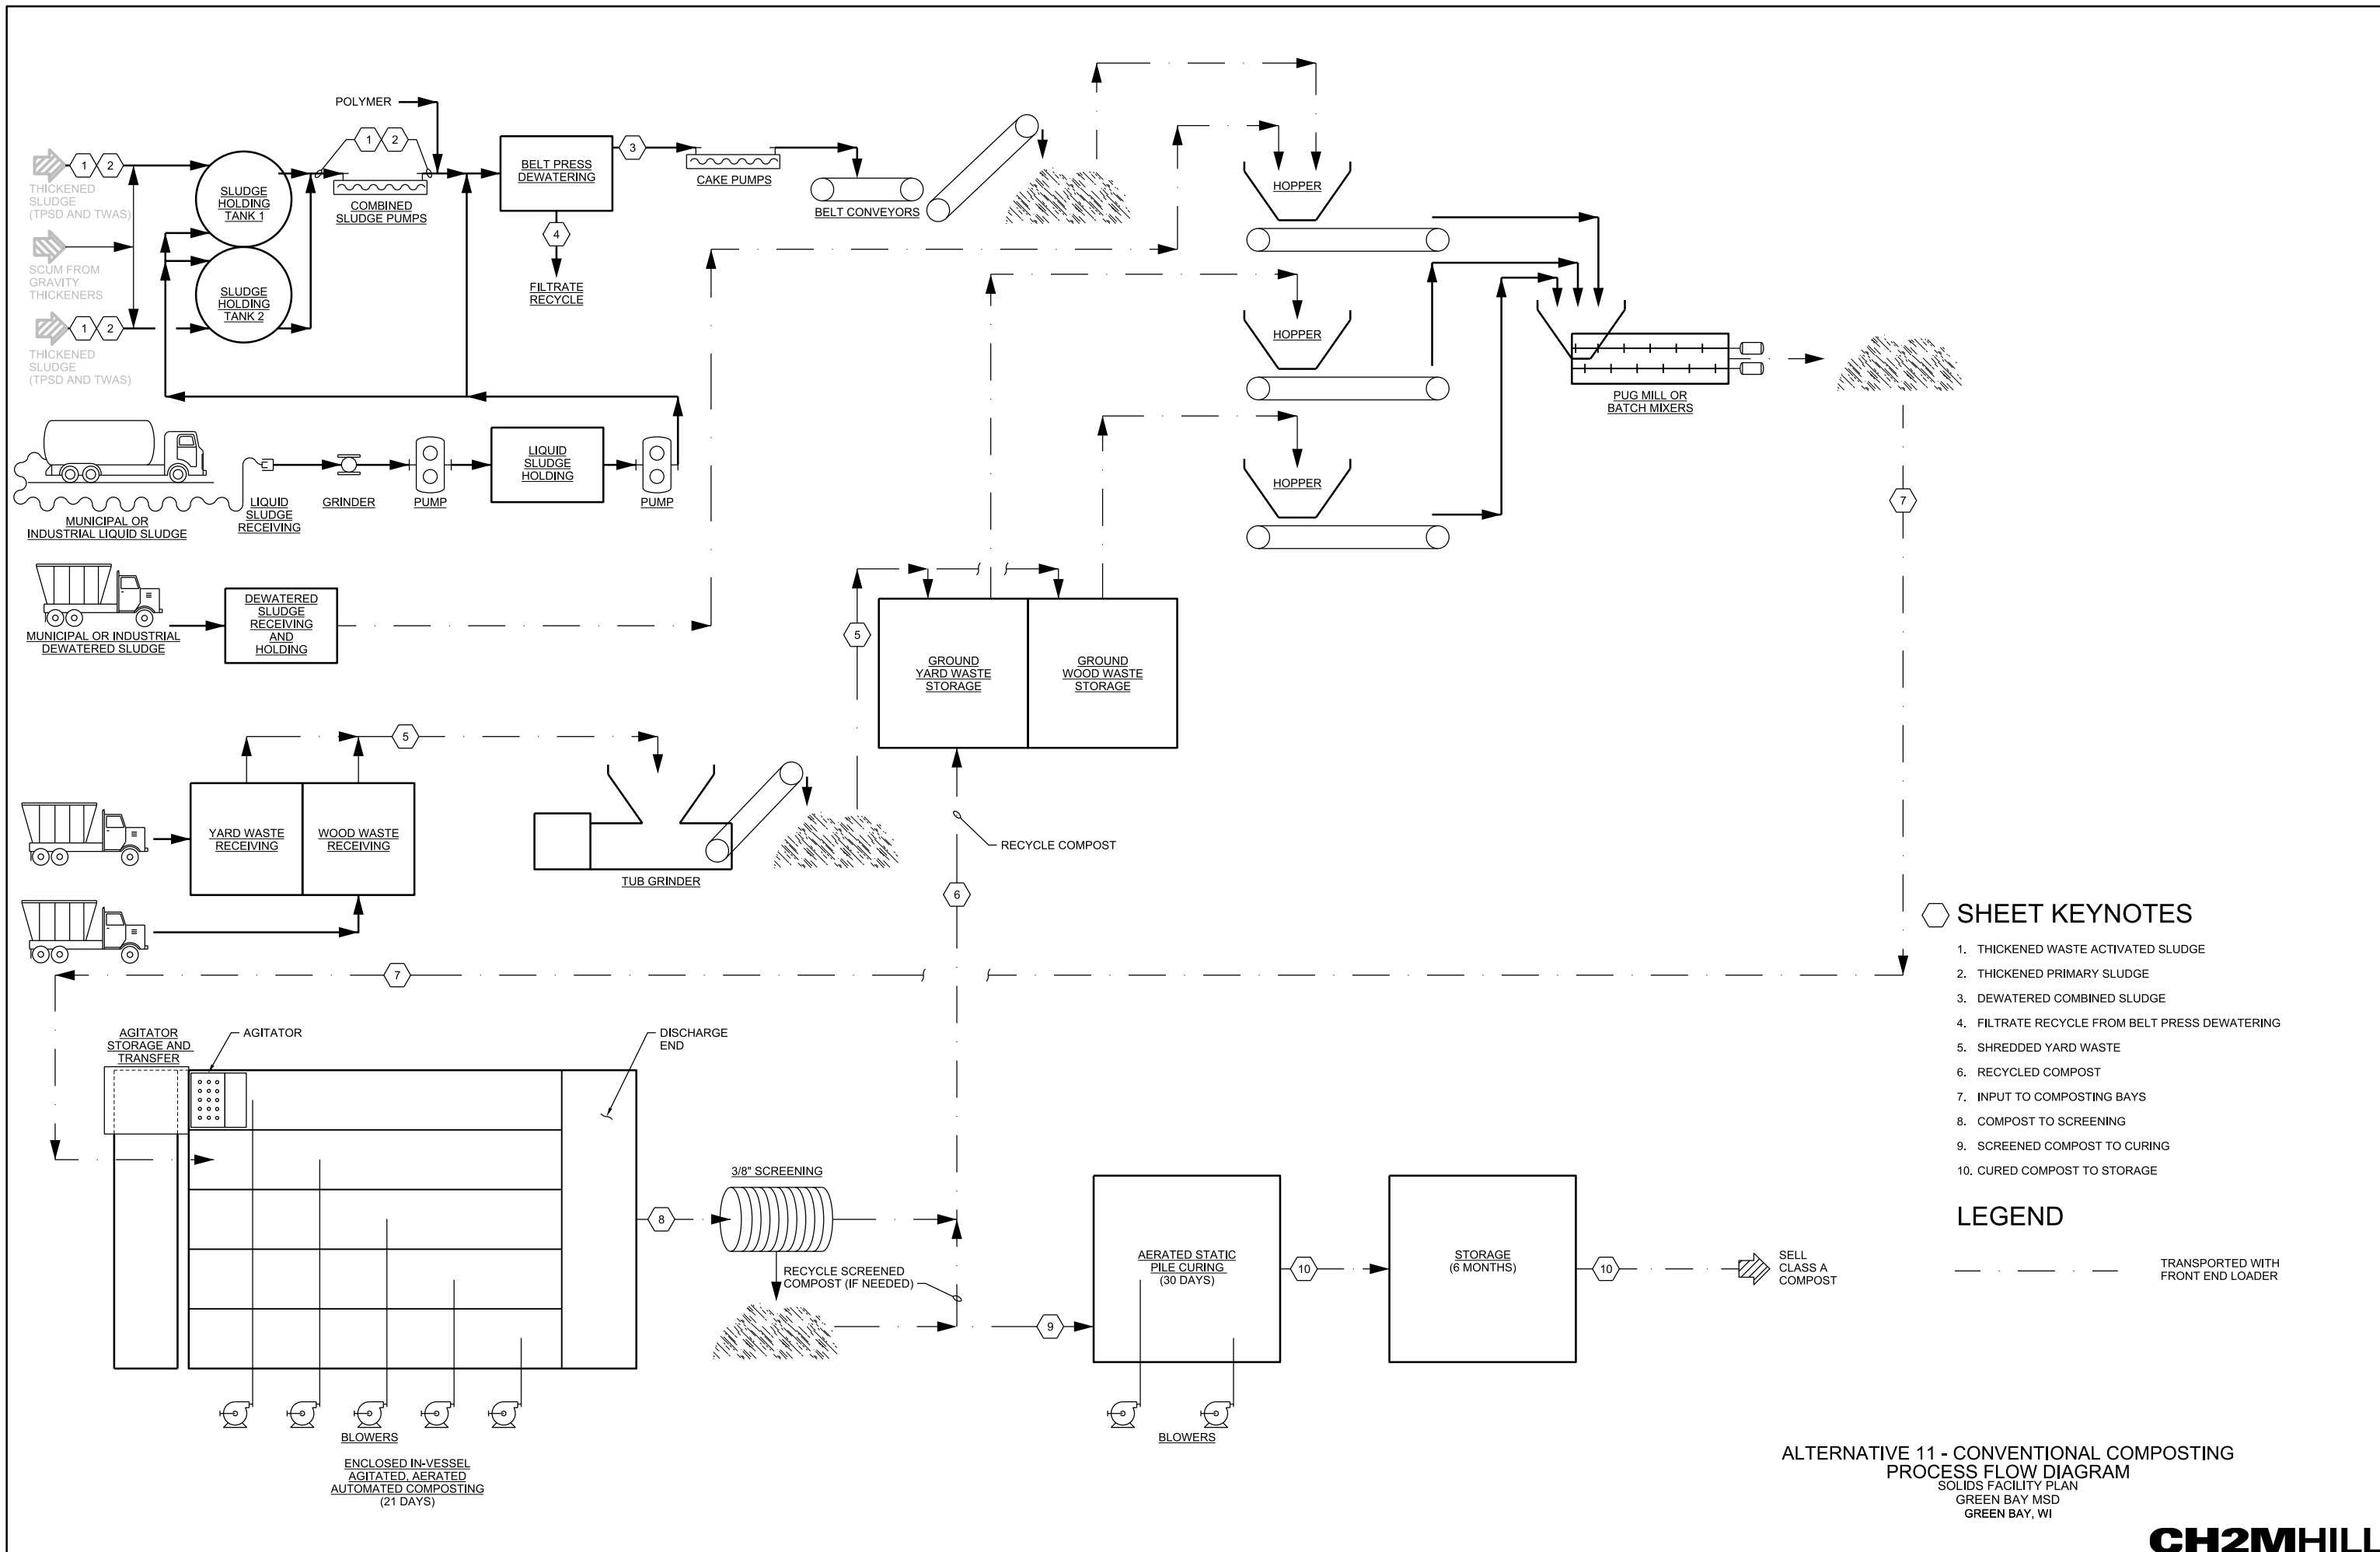 POLYMER
1
2
1
2
THICKENED
SLUDGE
(TPSD AND TWAS)
SCUM FROM
GRAVITY
THICKENERS
1
2
THICKENED
SLUDGE
(TPSD AND TWAS)
SLUDGE
HOLDING
TANK 1
SLUDGE
HOLDING
TANK 2
COMBINED
SLUDGE PUMPS
BELT PRESS
DEWATERING
3
4
FILTRATE
RECYCLE
CAKE PUMPS
BELT CONVEYORS
HOPPER
HOPPER
HOPPER
PUG MILL OR
BATCH MIXERS
7
MUNICIPAL OR
INDUSTRIAL LIQUID SLUDGE
LIQUID
SLUDGE
RECEIVING
GRINDER
PUMP
LIQUID
SLUDGE
HOLDING
PUMP
MUNICIPAL OR INDUSTRIAL
DEWATERED SLUDGE
DEWATERED
SLUDGE
RECEIVING
AND
HOLDING
5
GROUND
YARD WASTE
STORAGE
GROUND
WOOD WASTE
STORAGE
5
YARD WASTE
RECEIVING
WOOD WASTE
RECEIVING
TUB GRINDER
RECYCLE COMPOST
6
7
SHEET KEYNOTES
1. THICKENED WASTE ACTIVATED SLUDGE
2. THICKENED PRIMARY SLUDGE
3. DEWATERED COMBINED SLUDGE
4. FILTRATE RECYCLE FROM BELT PRESS DEWATERING
5. SHREDDED YARD WASTE
6. RECYCLED COMPOST
7. INPUT TO COMPOSTING BAYS
8. COMPOST TO SCREENING
9. SCREENED COMPOST TO CURING
10. CURED COMPOST TO STORAGE
LEGEND
TRANSPORTED WITH
FRONT END LOADER
AGITATOR
STORAGE AND
TRANSFER
AGITATOR
DISCHARGE
END
8
3/8" SCREENING
RECYCLE SCREENED
COMPOST (IF NEEDED)
9
AERATED STATIC
PILE CURING
(30 DAYS)
10
STORAGE
(6 MONTHS)
10
SELL
CLASS A
COMPOST
BLOWERS
BLOWERS
ENCLOSED IN-VESSEL
AGITATED, AERATED
AUTOMATED COMPOSTING
(21 DAYS)
ALTERNATIVE 11 - CONVENTIONAL COMPOSTING
PROCESS FLOW DIAGRAM
SOLIDS FACILITY PLAN
GREEN BAY MSD
GREEN BAY, WI
CH2MHILL